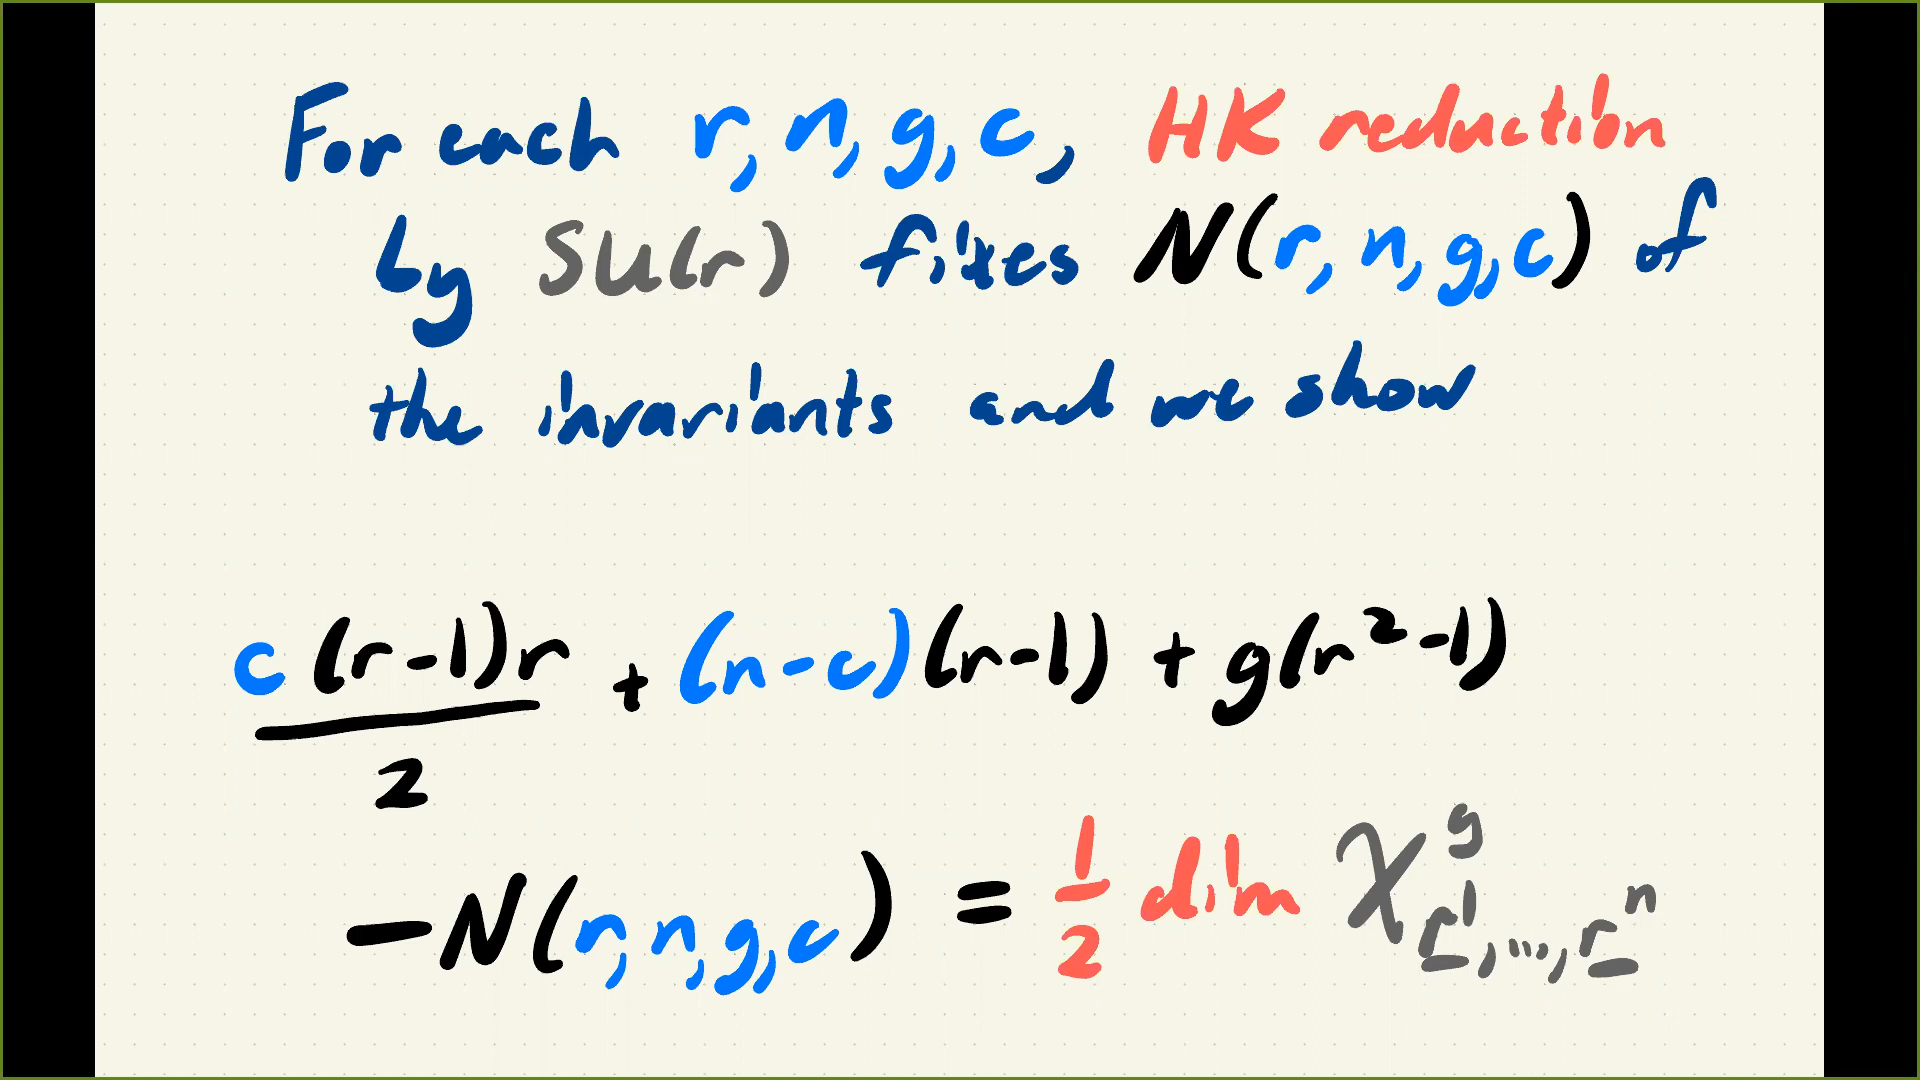 For each r, n, g, c, HK reduction
by SU(r) fixes N(r, n, g, c) of
the invariants and we show
c (r-1)r / 2 + (n-c)(r-1) + g(r²-1)
- N(r, n, g, c) = 1/2 dim χ^g_{r̲¹, ..., r̲ⁿ}